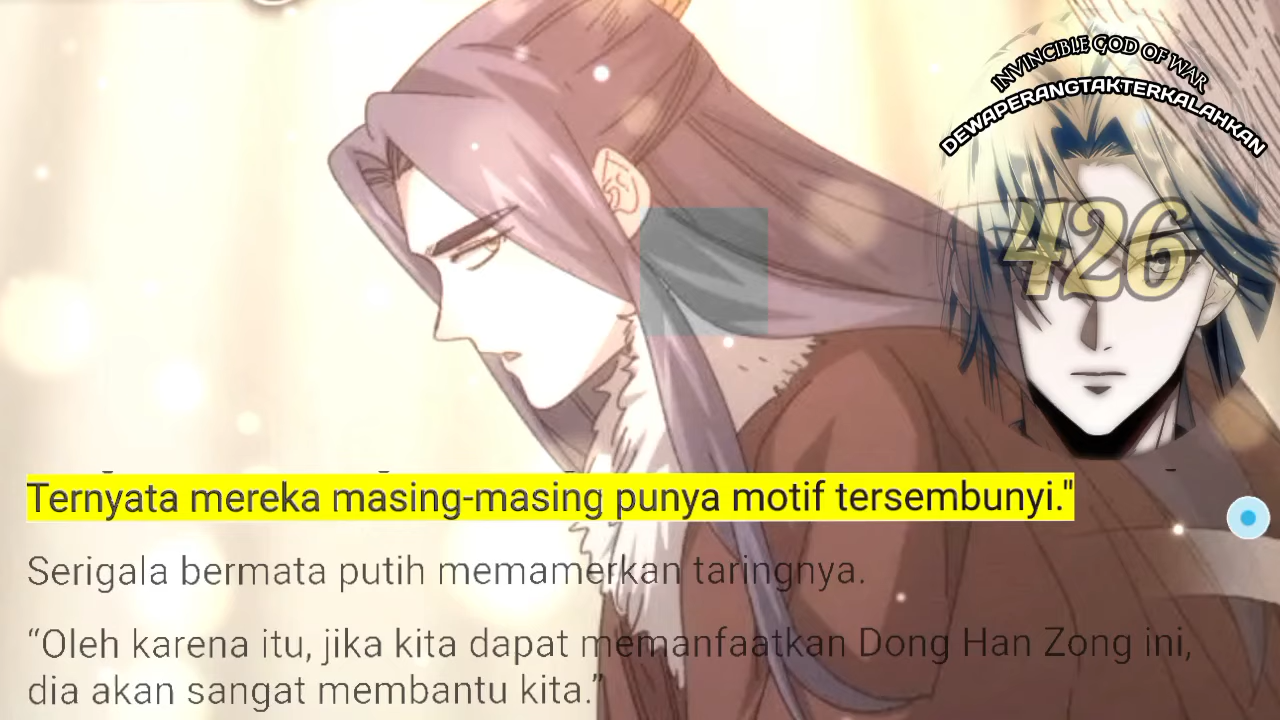 INVINCIBLE GOD OF WAR
DEWAPERANGTAKTERKALAHKAN
426
Ternyata mereka masing-masing punya motif tersembunyi."
Serigala bermata putih memamerkan taringnya.
“Oleh karena itu, jika kita dapat memanfaatkan Dong Han Zong ini,
dia akan sangat membantu kita.”